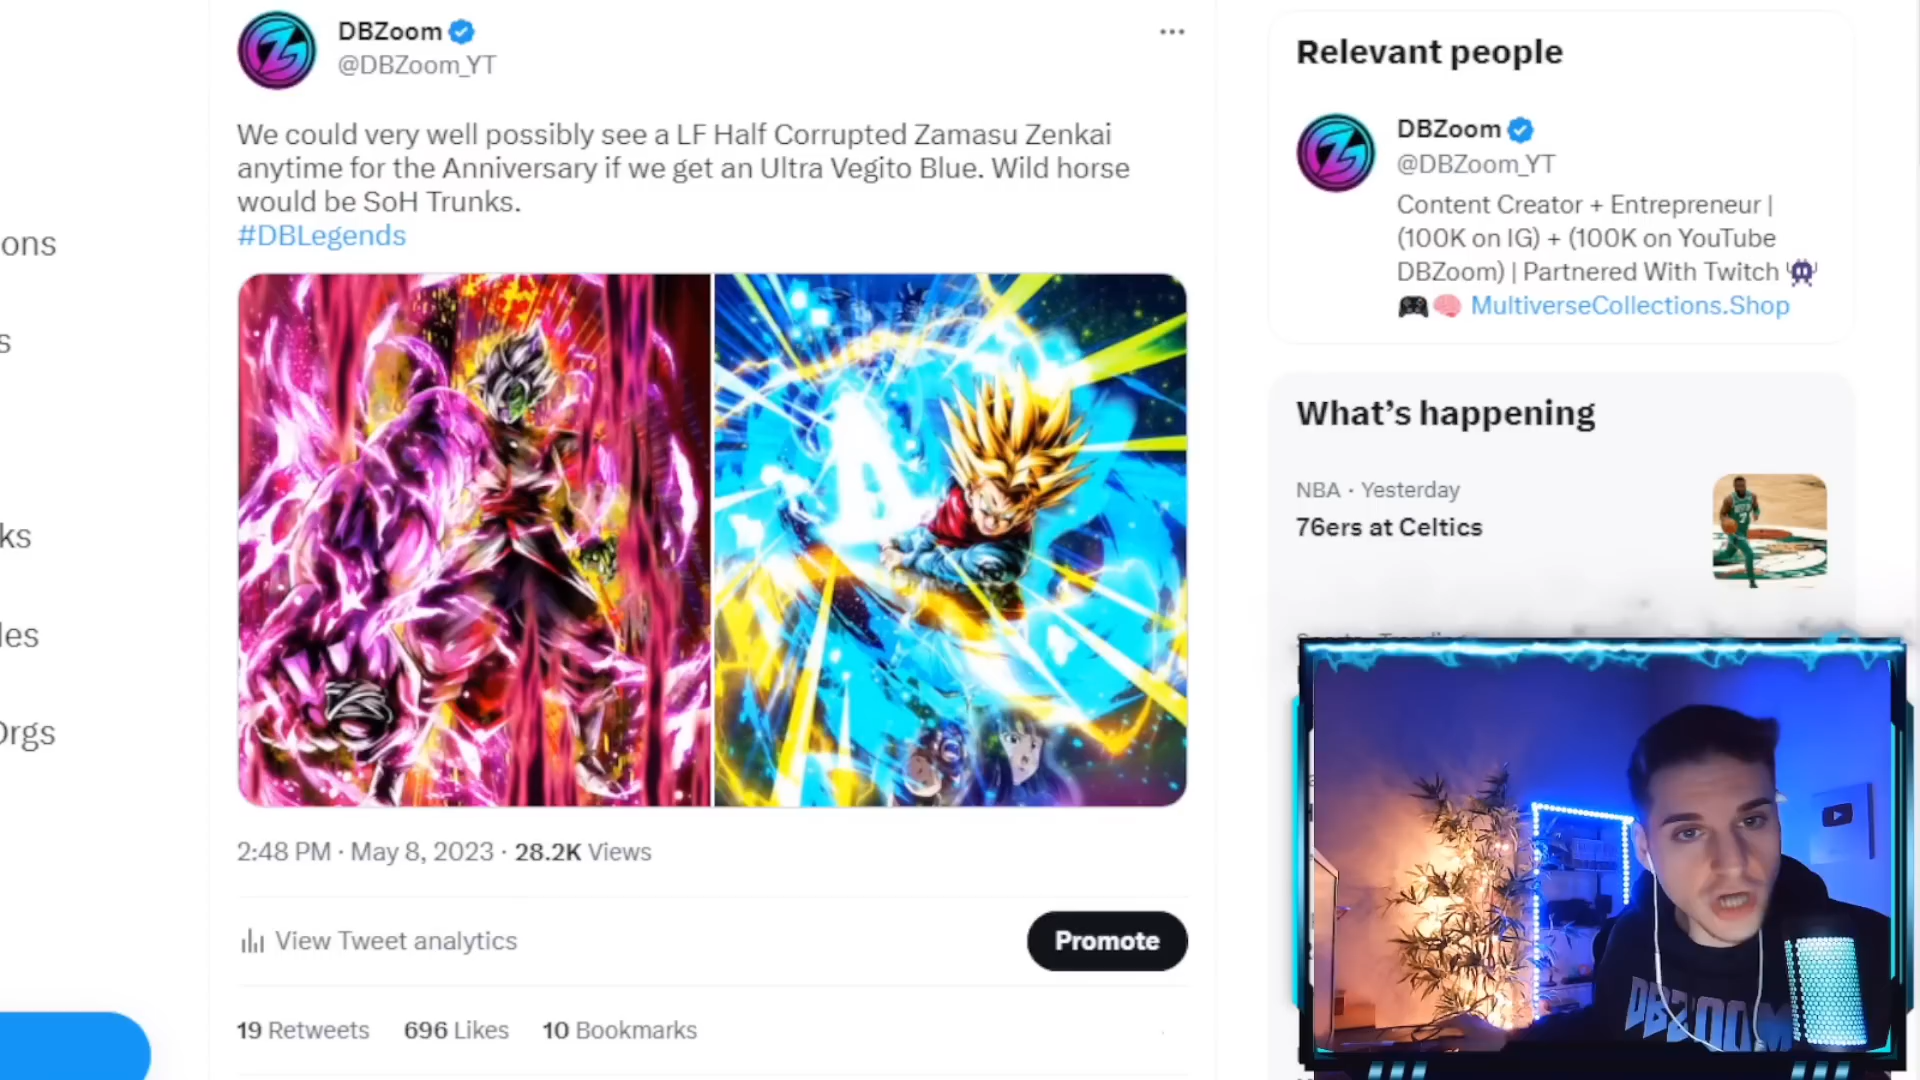 DBZoom
@DBZoom_YT
We could very well possibly see a LF Half Corrupted Zamasu Zenkai
anytime for the Anniversary if we get an Ultra Vegito Blue. Wild horse
would be SoH Trunks.
#DBLegends
2:48 PM · May 8, 2023 · 28.2K Views
View Tweet analytics
Promote
19 Retweets 696 Likes 10 Bookmarks
ons
s
ks
les
Orgs
Relevant people
DBZoom
@DBZoom_YT
Content Creator + Entrepreneur |
(100K on IG) + (100K on YouTube
DBZoom) | Partnered With Twitch
MultiverseCollections.Shop
What's happening
NBA · Yesterday
76ers at Celtics
DBZOOM